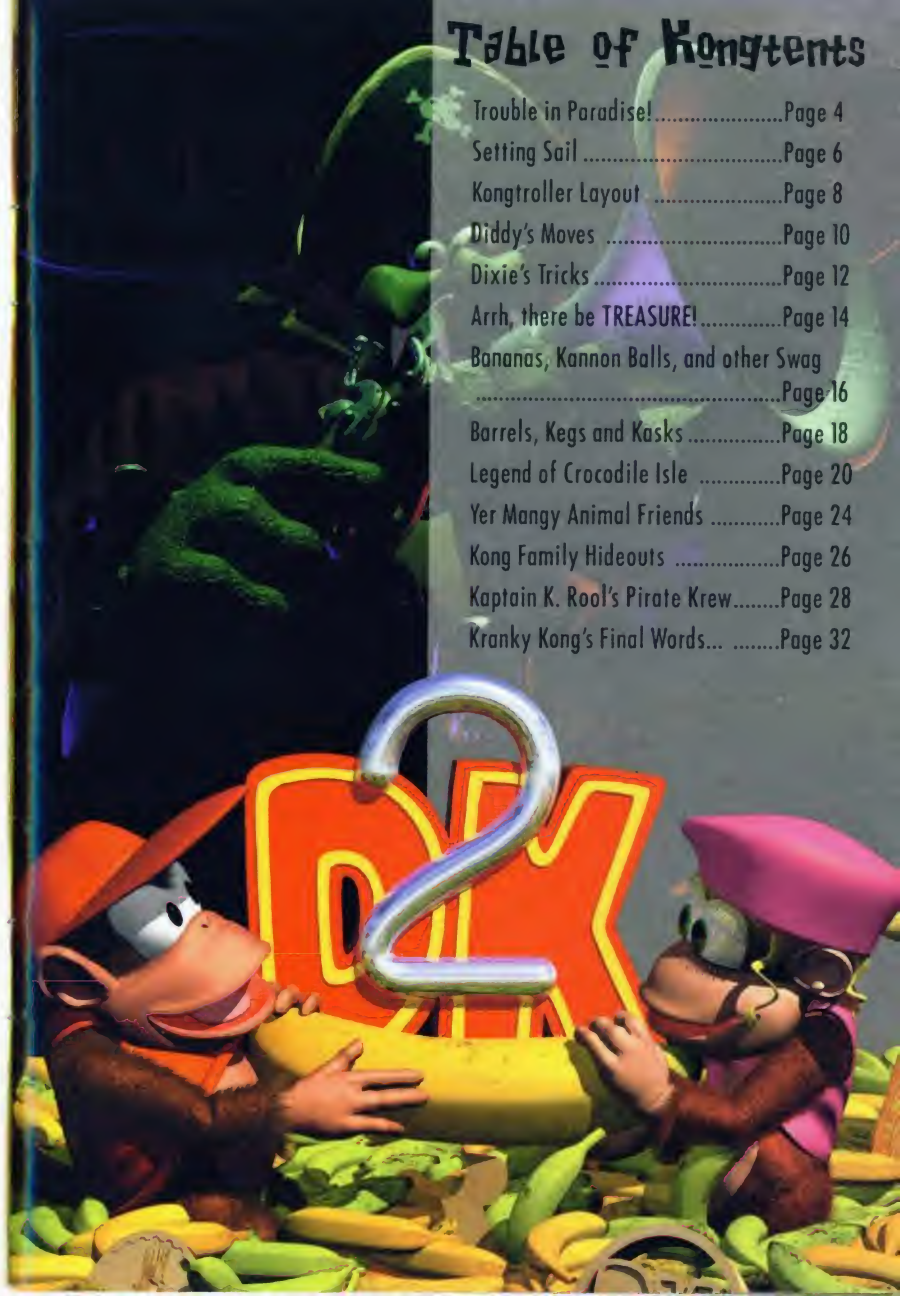 Table of Kongtents
Trouble in Paradise!......................Page 4
Setting Sail ..................................Page 6
Kongtroller Layout ......................Page 8
Diddy's Moves ..............................Page 10
Dixie's Tricks ................................Page 12
Arrh, there be TREASURE!..............Page 14
Bananas, Kannon Balls, and other Swag
....................................................Page 16
Barrels, Kegs and Kasks ................Page 18
Legend of Crocodile Isle ..............Page 20
Yer Mangy Animal Friends ............Page 24
Kong Family Hideouts ..................Page 26
Kaptain K. Rool's Pirate Krew........Page 28
Kranky Kong's Final Words... ........Page 32
DK
2